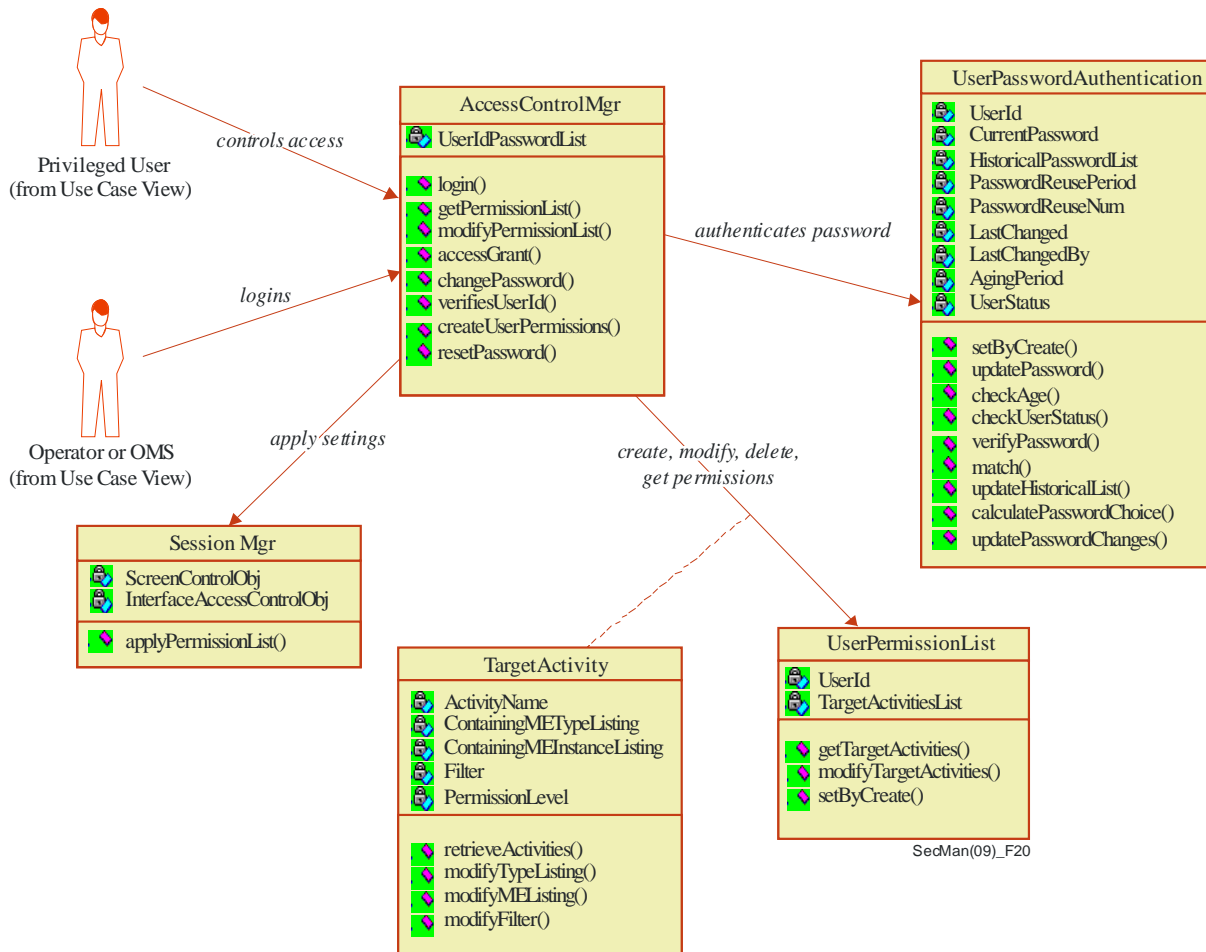 Privileged User
(from Use Case View)
controls access
logins
Operator or OMS
(from Use Case View)
AccessControlMgr
UserIdPasswordList
login()
getPermissionList()
modifyPermissionList()
accessGrant()
changePassword()
verifiesUserId()
createUserPermissions()
resetPassword()
authenticates password
UserPasswordAuthentication
UserId
CurrentPassword
HistoricalPasswordList
PasswordReusePeriod
PasswordReuseNum
LastChanged
LastChangedBy
AgingPeriod
UserStatus
setByCreate()
updatePassword()
checkAge()
checkUserStatus()
verifyPassword()
match()
updateHistoricalList()
calculatePasswordChoice()
updatePasswordChanges()
apply settings
create, modify, delete,
get permissions
Session Mgr
ScreenControlObj
InterfaceAccessControlObj
applyPermissionList()
TargetActivity
ActivityName
ContainingMETypeListing
ContainingMEInstanceListing
Filter
PermissionLevel
retrieveActivities()
modifyTypeListing()
modifyMEListing()
modifyFilter()
UserPermissionList
UserId
TargetActivitiesList
getTargetActivities()
modifyTargetActivities()
setByCreate()
SecMan(09)_F20